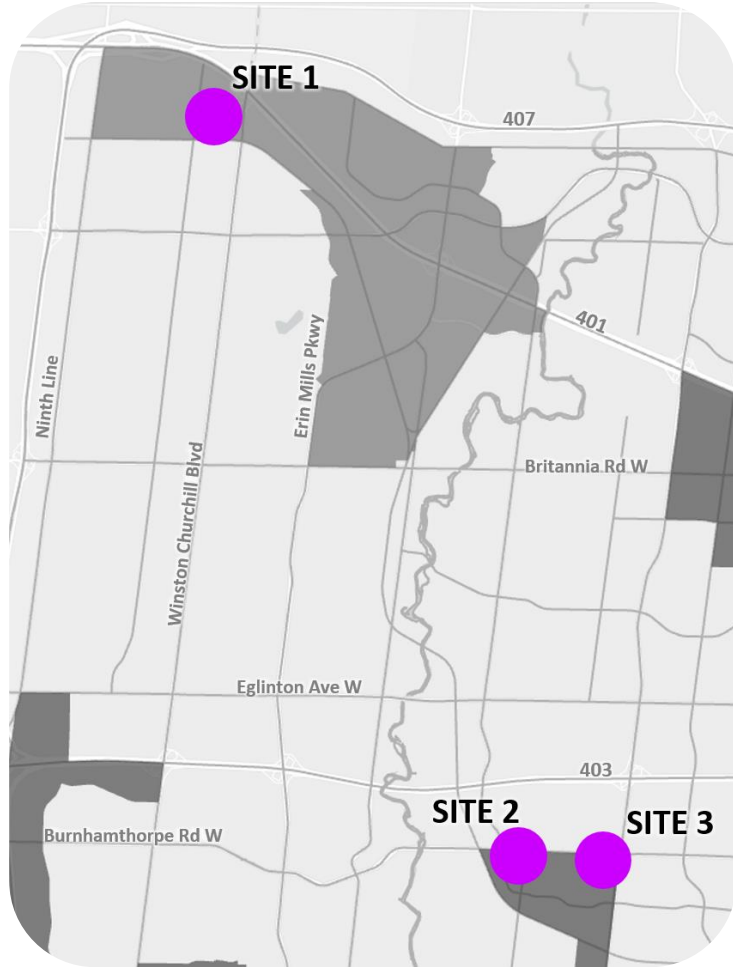 SITE 1
407
401
Erin Mills Pkwy
Ninth Line
Britannia Rd W
Winston Churchill Blvd
Eglinton Ave W
403
SITE 2
SITE 3
Burnhamthorpe Rd W